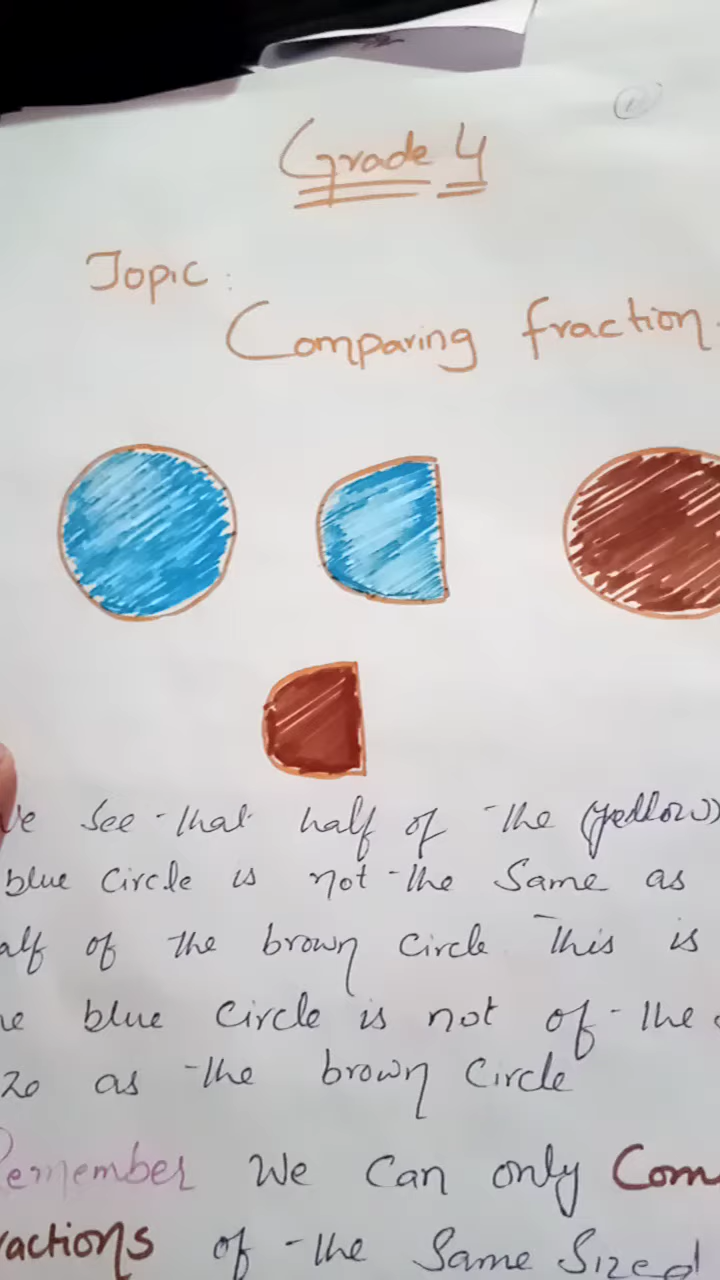 Grade 4
Topic:
Comparing fraction
See that half of the (yellow)
blue Circle is not the Same as
alf of the brown Circle This is
blue Circle is not of the
as the brown Circle
Remember We Can only Com
ractions of the Same Sized